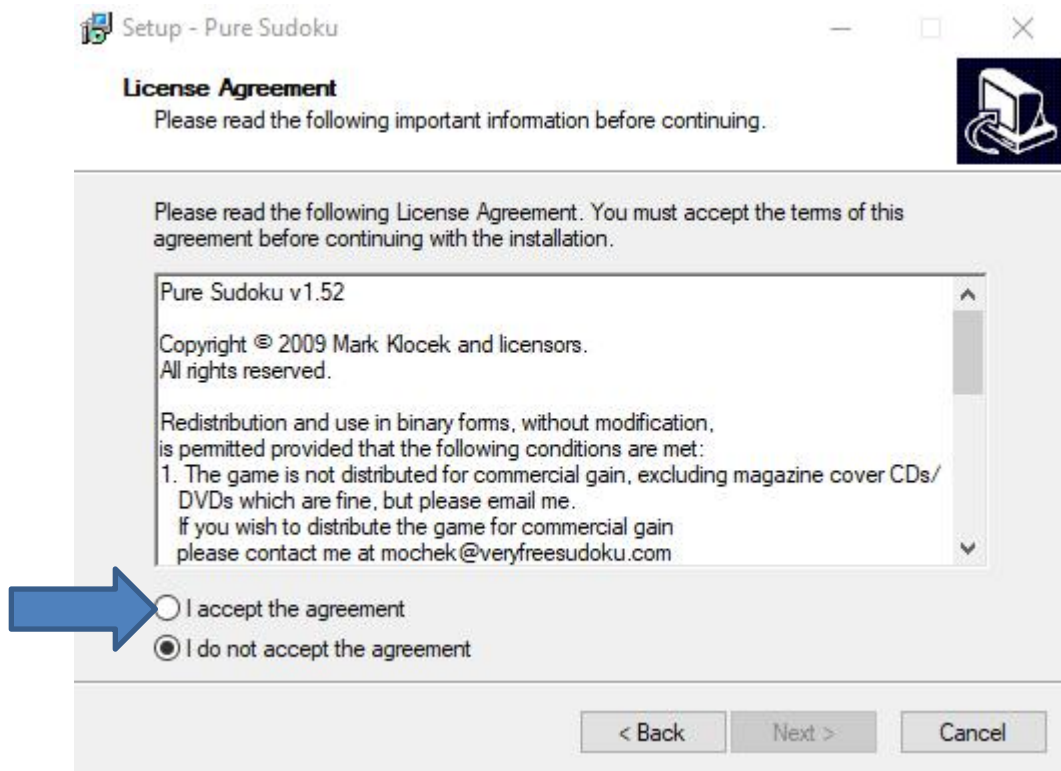 Setup - Pure Sudoku
License Agreement
Please read the following important information before continuing.
Please read the following License Agreement. You must accept the terms of this
agreement before continuing with the installation.
Pure Sudoku v1.52
Copyright © 2009 Mark Klocek and licensors.
All rights reserved.
Redistribution and use in binary forms, without modification,
is permitted provided that the following conditions are met:
1. The game is not distributed for commercial gain, excluding magazine cover CDs/
DVDs which are fine, but please email me.
If you wish to distribute the game for commercial gain
please contact me at mochek@veryfreesudoku.com
I accept the agreement
I do not accept the agreement
< Back Next > Cancel